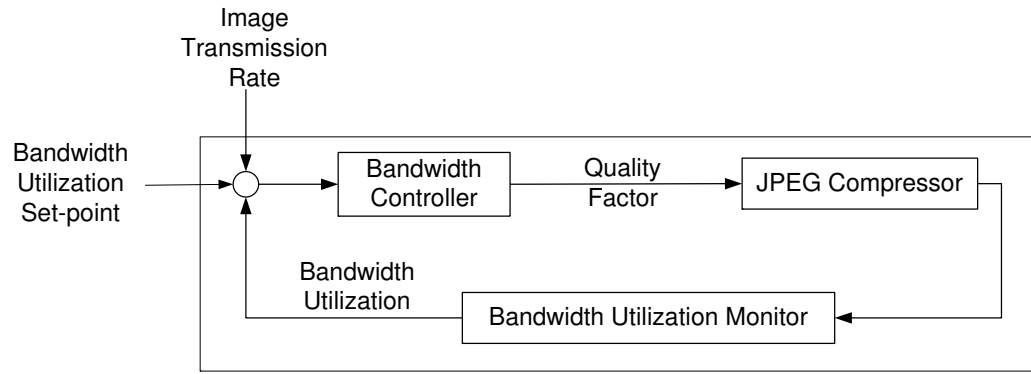 Image
Transmission
Rate
Bandwidth
Utilization
Set-point
Bandwidth
Controller
Quality
Factor
JPEG Compressor
Bandwidth
Utilization
Bandwidth Utilization Monitor